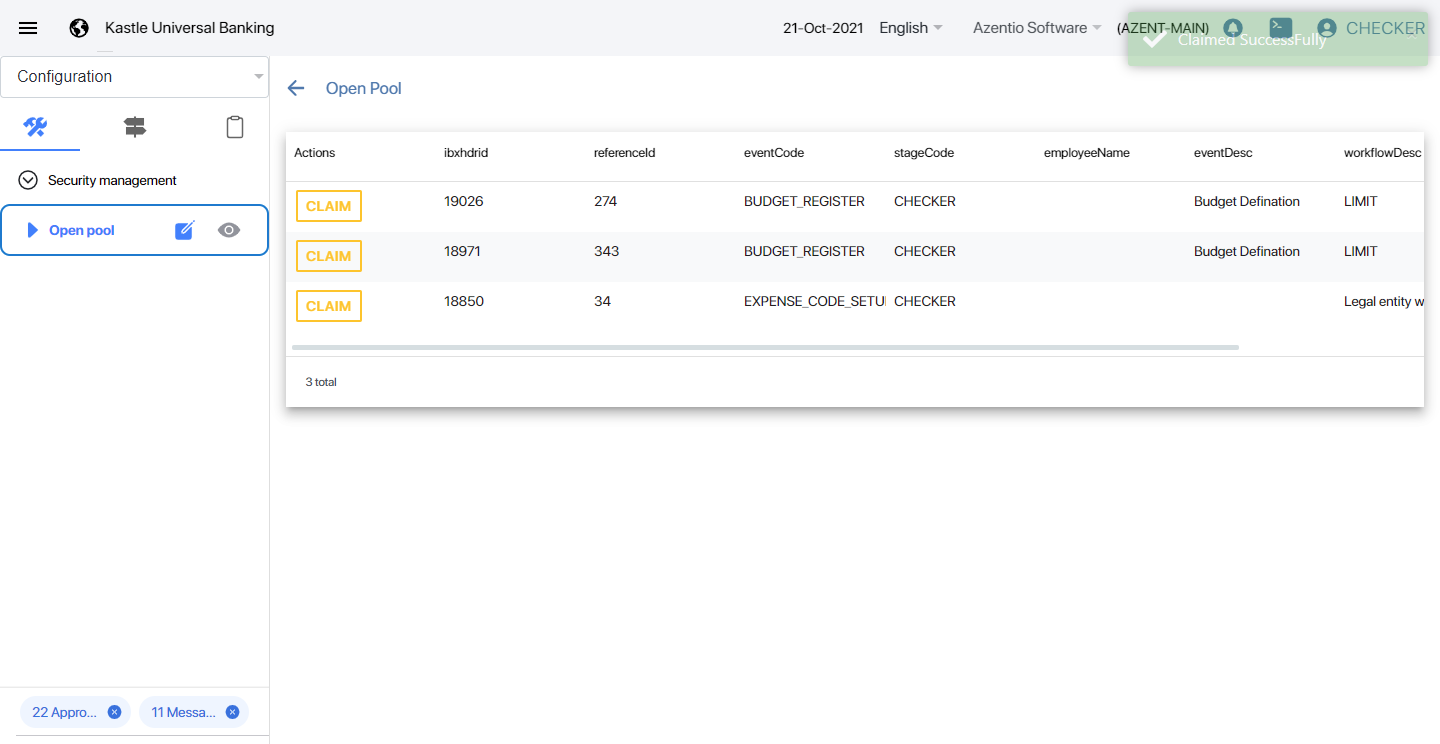 Kastle Universal Banking
21-Oct-2021
English
Azentio Software
(AZENT-MAIN)
CHECKER
Claimed SuccessFully
Configuration
Open Pool
Security management
Open pool
Actions ibxhdrid referenceId eventCode stageCode employeeName eventDesc workflowDesc
CLAIM 19026 274 BUDGET_REGISTER CHECKER Budget Defination LIMIT
CLAIM 18971 343 BUDGET_REGISTER CHECKER Budget Defination LIMIT
CLAIM 18850 34 EXPENSE_CODE_SETU CHECKER Legal entity w
3 total
22 Appro...
11 Messa...